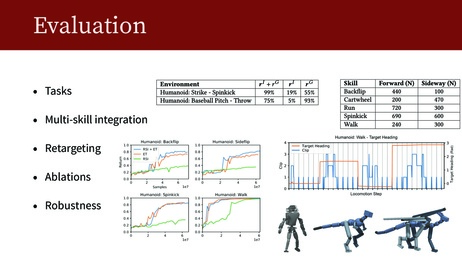 Evaluation
Tasks
Multi-skill integration
Retargeting
Ablations
Robustness
Environment r^I + r^G r^I r^G
Humanoid: Strike - Spinkick 99% 19% 55%
Humanoid: Baseball Pitch - Throw 75% 5% 93%
Skill Forward (N) Sideway (N)
Backflip 440 100
Cartwheel 200 470
Run 720 300
Spinkick 690 600
Walk 240 300
Humanoid: Backflip
Humanoid: Sideflip
RSI + ET
ET
RSI
Return
Samples
Humanoid: Spinkick
Humanoid: Walk
Humanoid: Walk - Target Heading
Target Heading
Clip
Clip
Target Heading (rad)
Locomotion Step